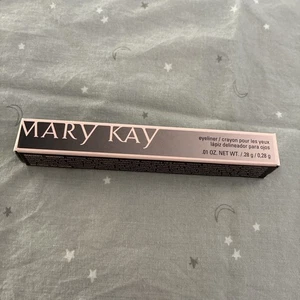 MARY KAY
eyeliner / crayon pour les yeux
lápiz delineador para ojos
.01 OZ. NET WT. / .28 g / 0,28 g